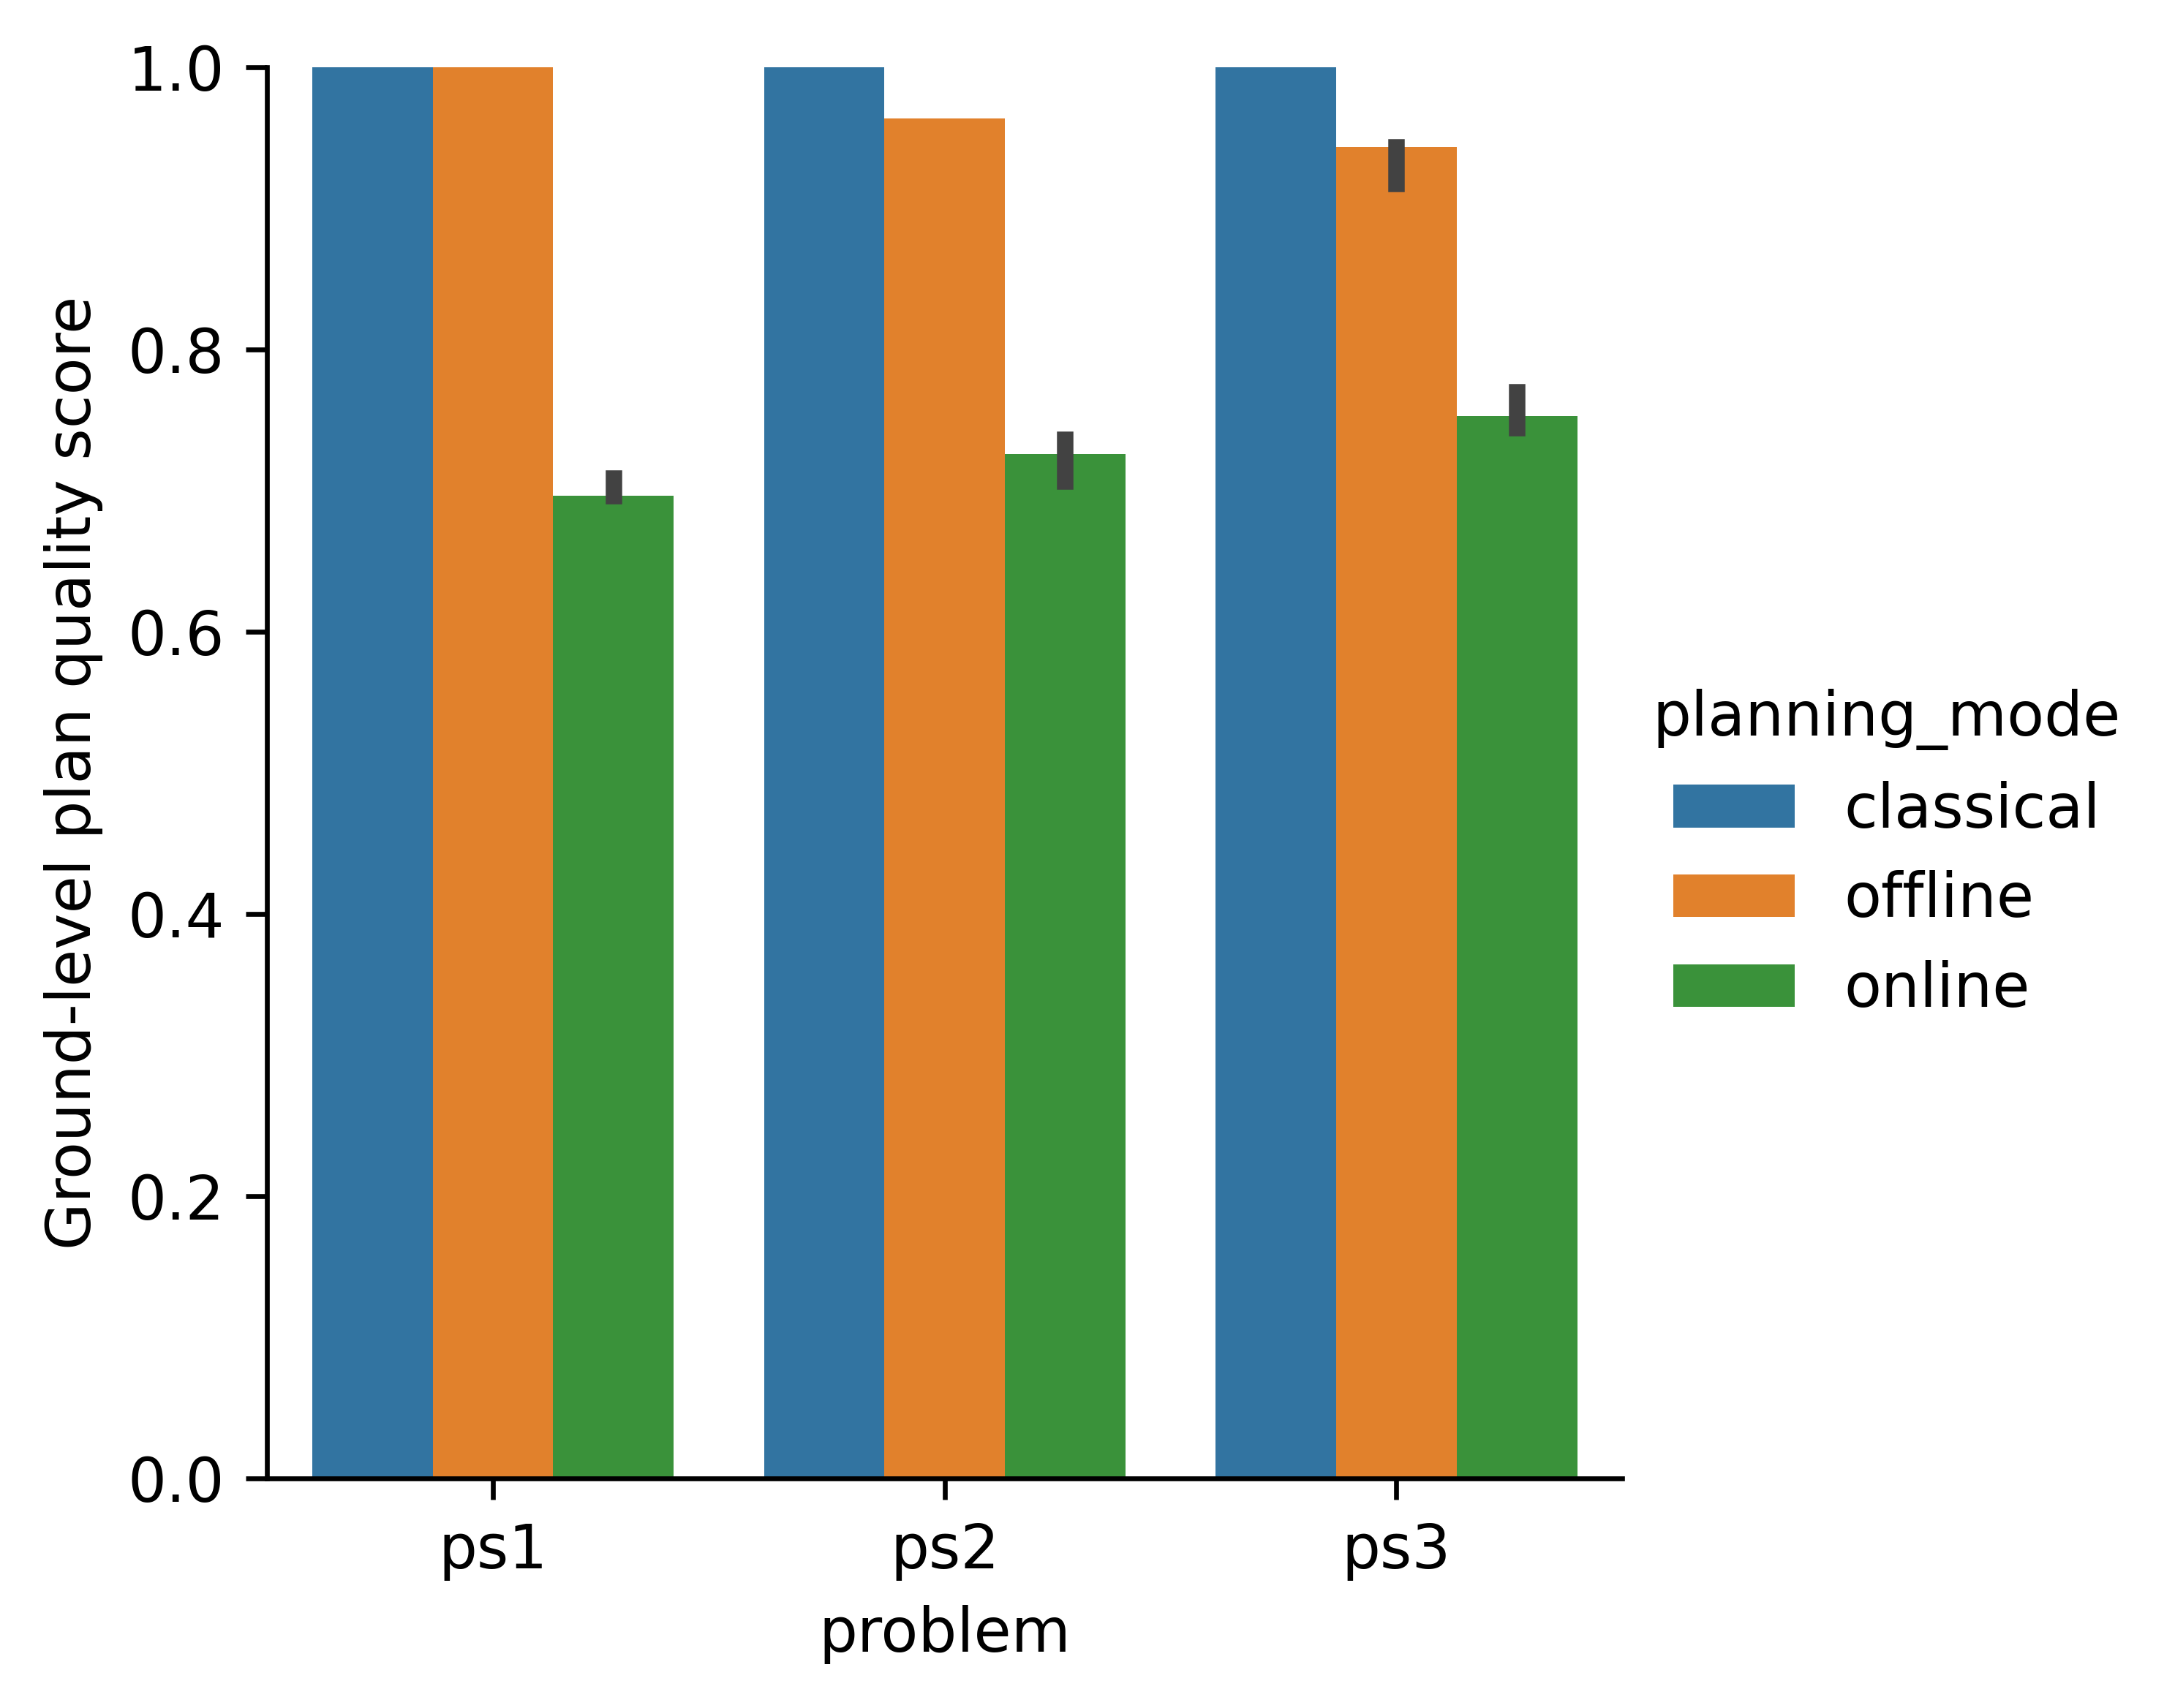 Ground-level plan quality score
1.0
0.8
0.6
0.4
0.2
0.0
ps1 ps2 ps3
problem
planning_mode
classical
offline
online